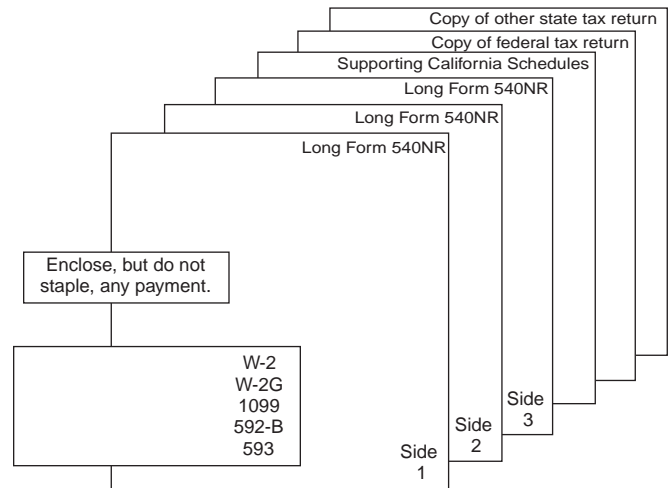 Copy of other state tax return
Copy of federal tax return
Supporting California Schedules
Long Form 540NR
Long Form 540NR
Long Form 540NR
Enclose, but do not
staple, any payment.
W-2
W-2G
1099
592-B
593
Side
1
Side
2
Side
3